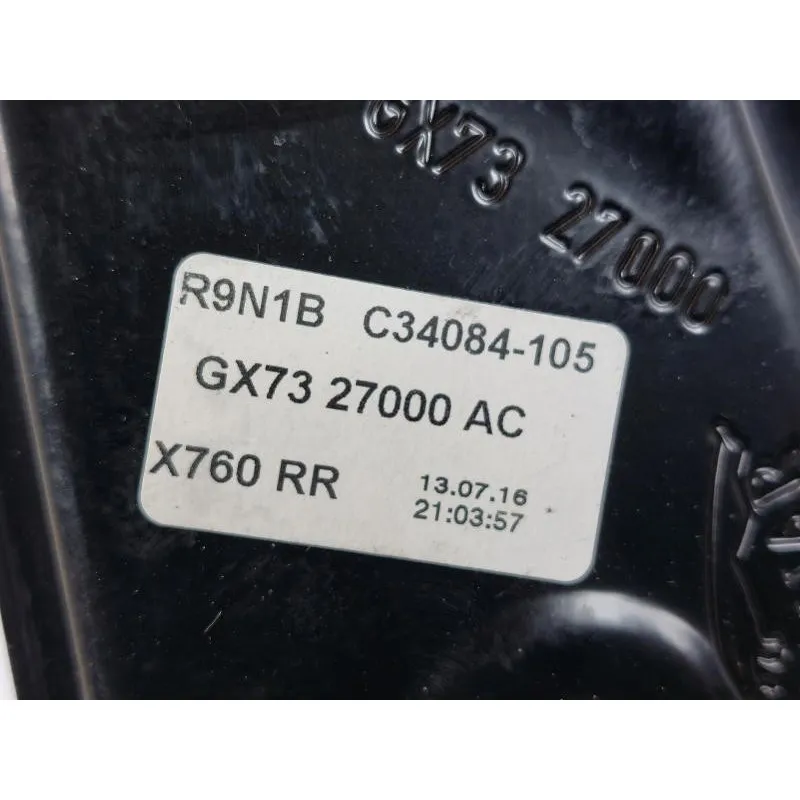 GX73 27000
R9N1B C34084-105
GX73 27000 AC
X760 RR 13.07.16
21:03:57